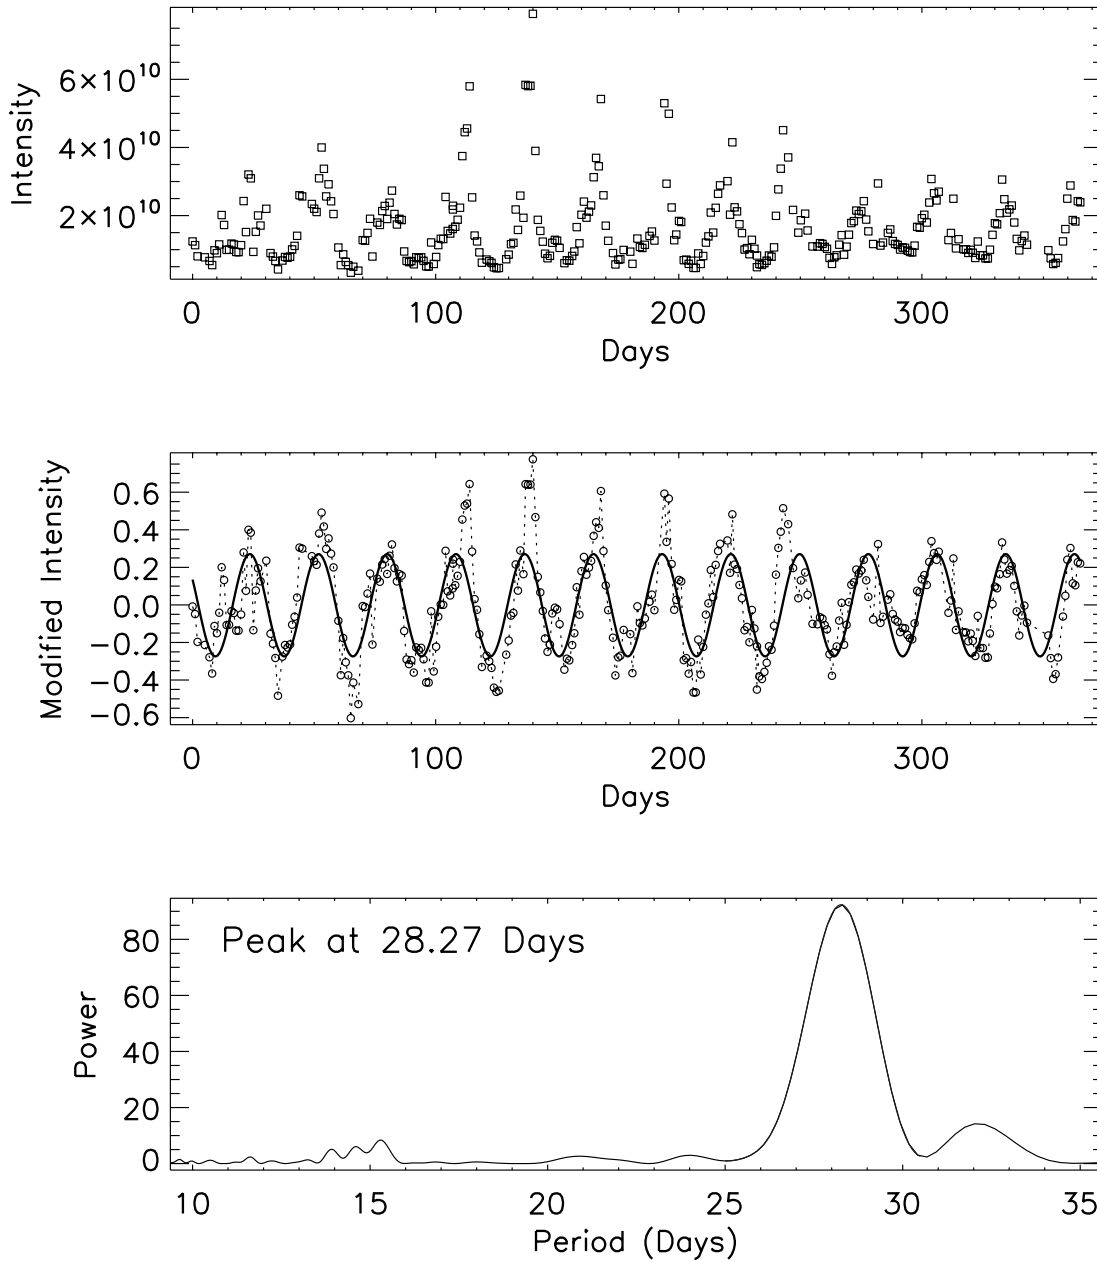 Intensity
6×10¹⁰
4×10¹⁰
2×10¹⁰
0 100 200 300
Days
Modified Intensity
0.6
0.4
0.2
0.0
−0.2
−0.4
−0.6
0 100 200 300
Days
Power
Peak at 28.27 Days
80
60
40
20
0
10 15 20 25 30 35
Period (Days)